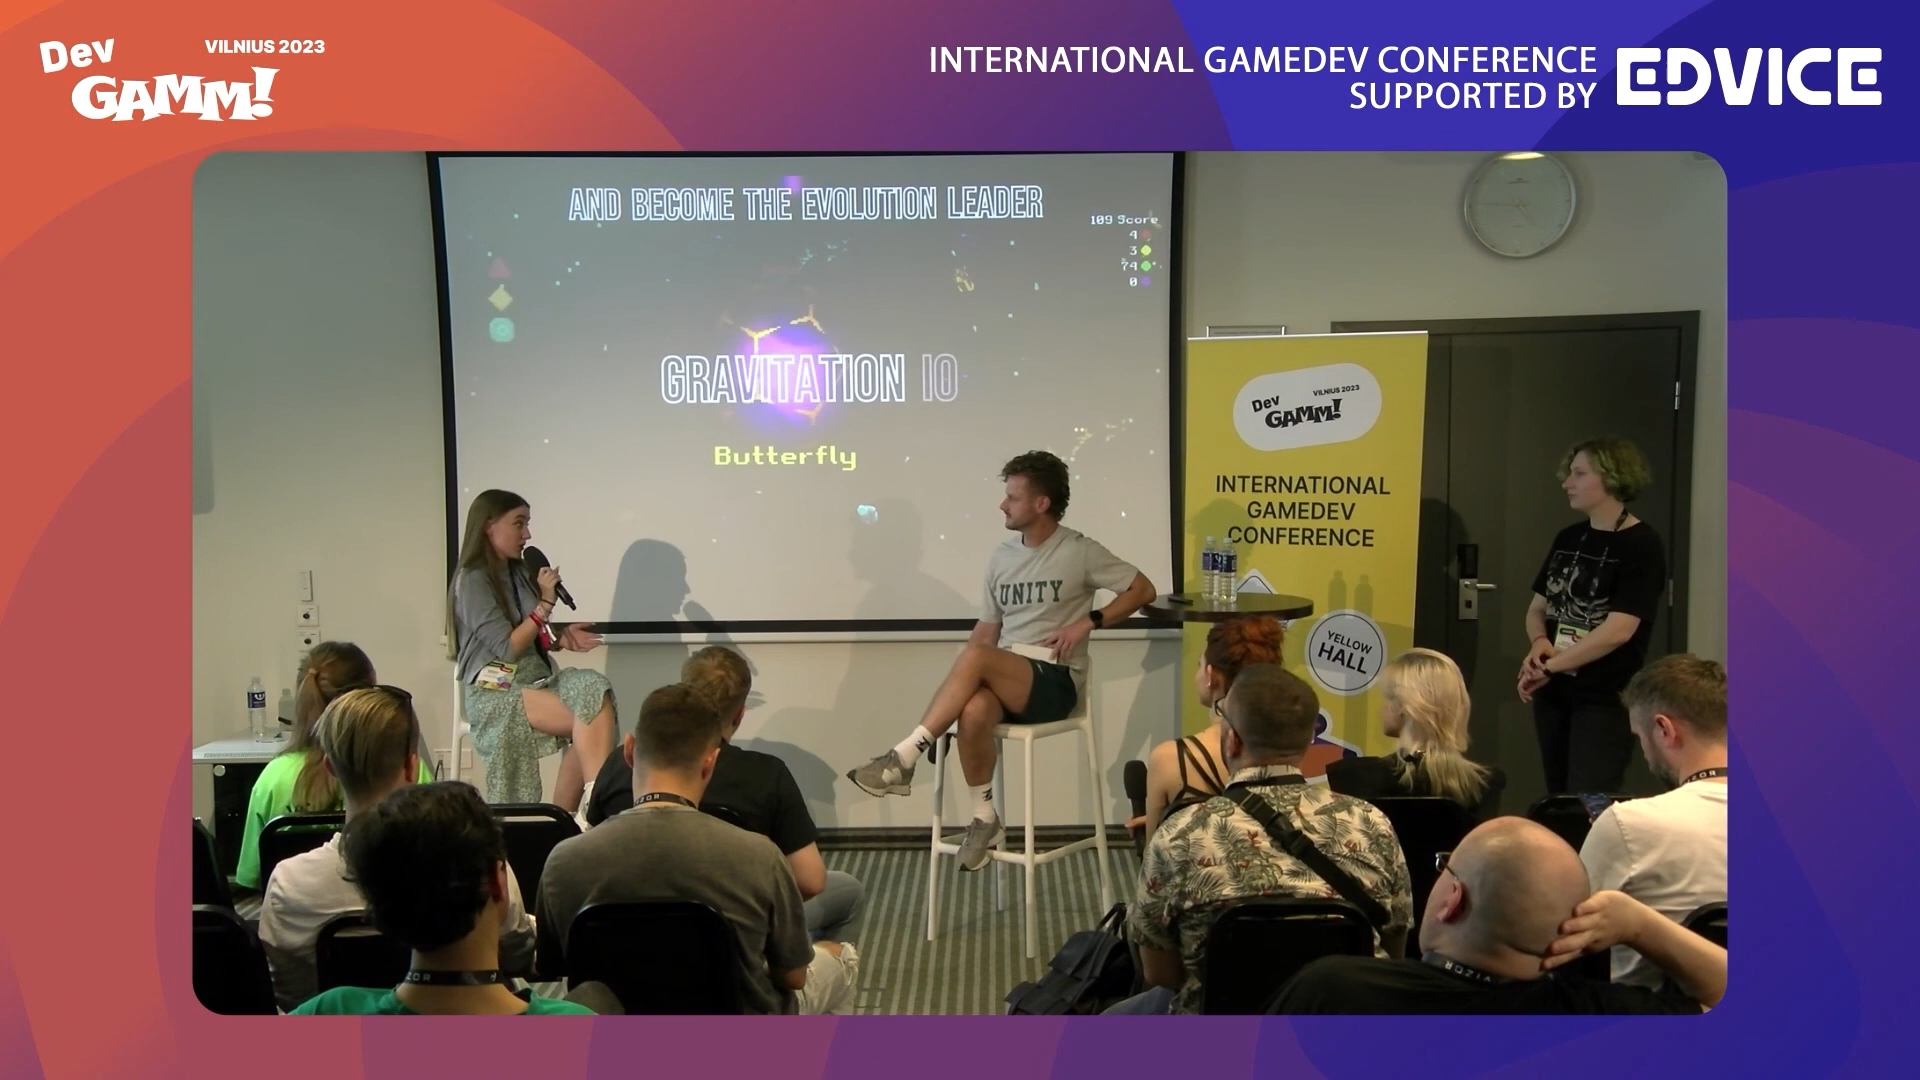 Dev
GAMM!
VILNIUS 2023
INTERNATIONAL GAMEDEV CONFERENCE
SUPPORTED BY
EDVICE
AND BECOME THE EVOLUTION LEADER
109 Score
4
3
74
0
GRAVITATION IO
Butterfly
Dev
GAMM!
VILNIUS 2023
INTERNATIONAL
GAMEDEV
CONFERENCE
YELLOW
HALL
UNITY
VIZOR